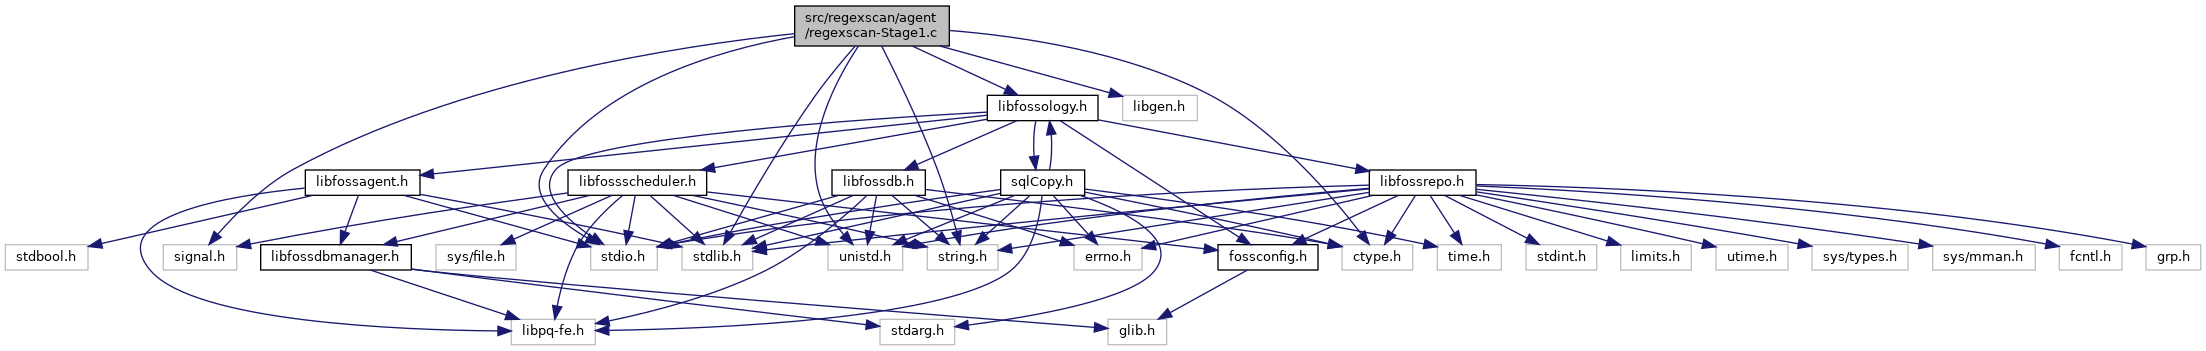 src/regexscan/agent
/regexscan-Stage1.c
libfossology.h
libgen.h
libfossagent.h
libfossscheduler.h
libfossdb.h
sqlCopy.h
libfossrepo.h
stdbool.h
signal.h
libfossdbmanager.h
sys/file.h
stdio.h
stdlib.h
unistd.h
string.h
errno.h
fossconfig.h
ctype.h
time.h
stdint.h
limits.h
utime.h
sys/types.h
sys/mman.h
fcntl.h
grp.h
libpq-fe.h
stdarg.h
glib.h